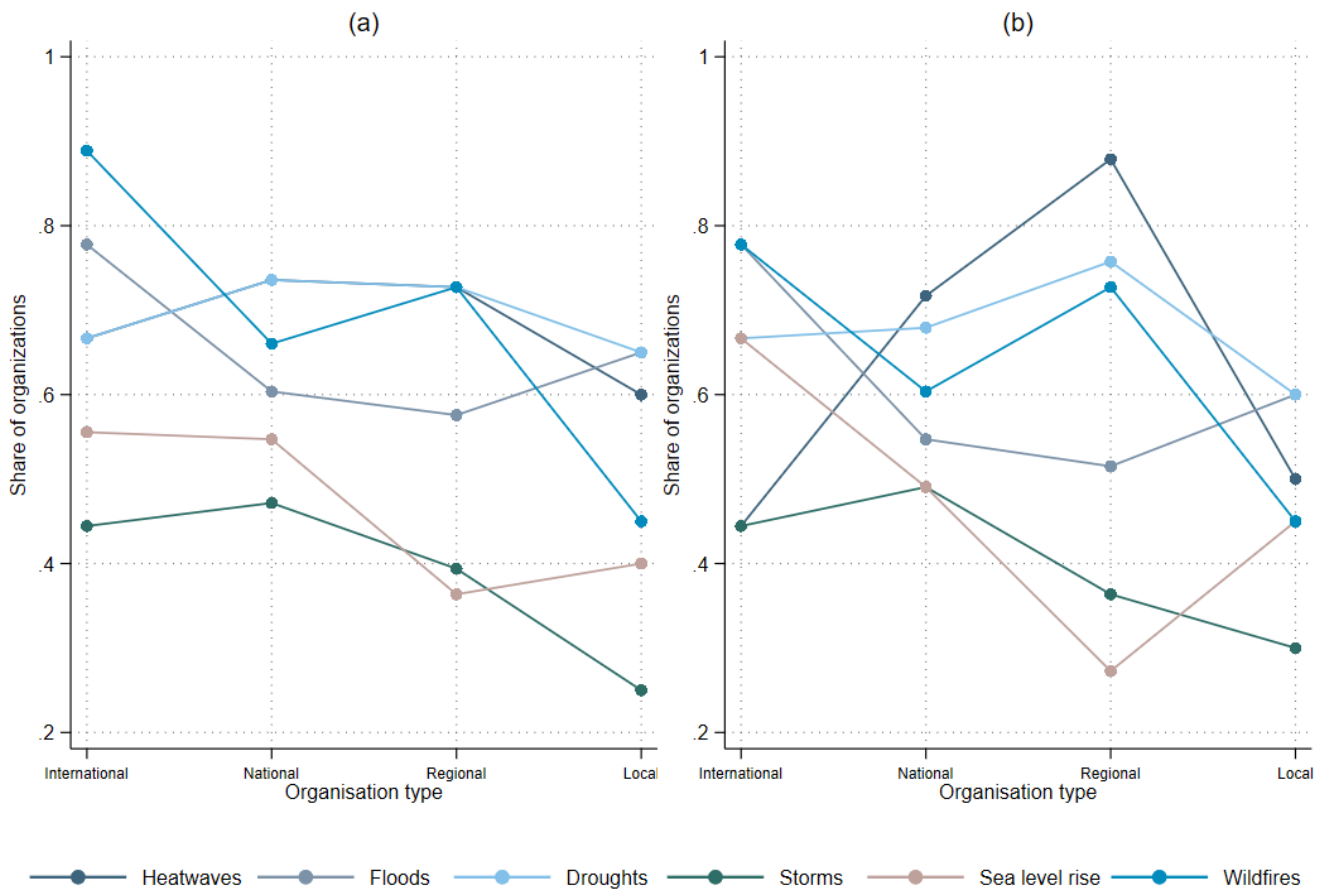 (a)
1
.8
.6
.4
.2
Share of organizations
International National Regional Local
Organisation type
(b)
1
.8
.6
.4
.2
Share of organizations
International National Regional Local
Organisation type
Heatwaves Floods Droughts Storms Sea level rise Wildfires